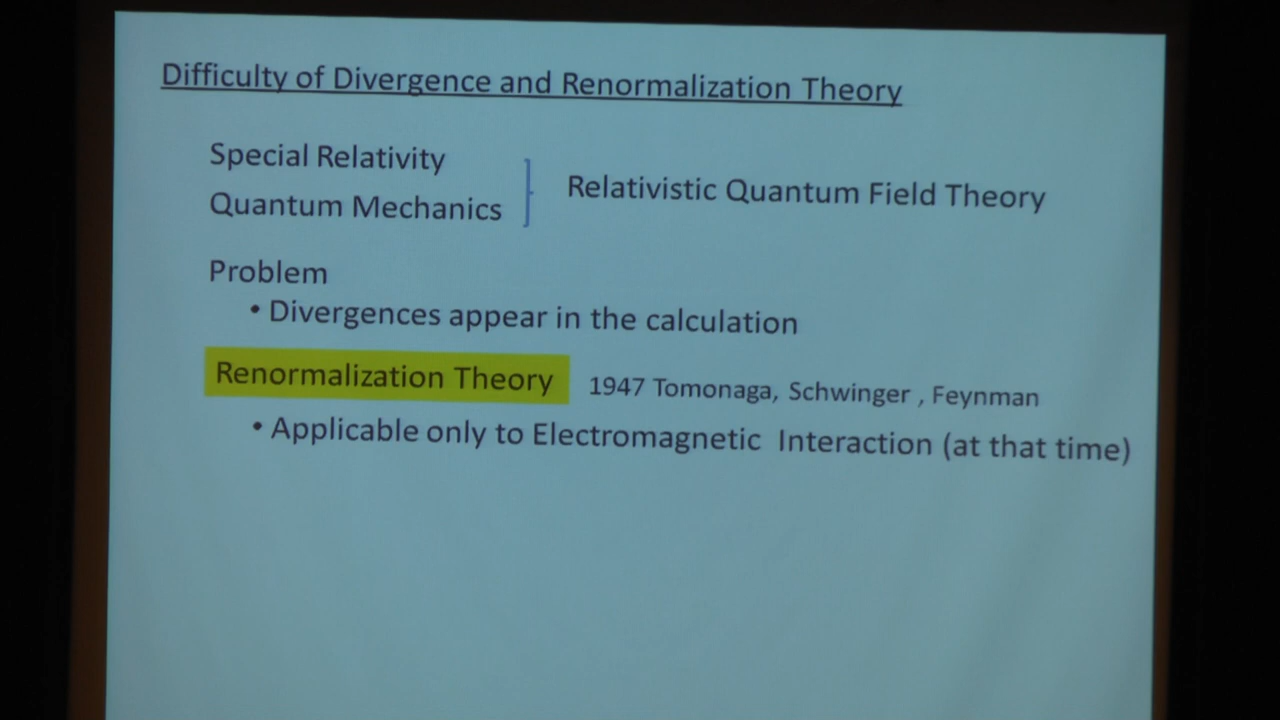 Difficulty of Divergence and Renormalization Theory
Special Relativity
Quantum Mechanics
Relativistic Quantum Field Theory
Problem
• Divergences appear in the calculation
Renormalization Theory 1947 Tomonaga, Schwinger , Feynman
• Applicable only to Electromagnetic Interaction (at that time)